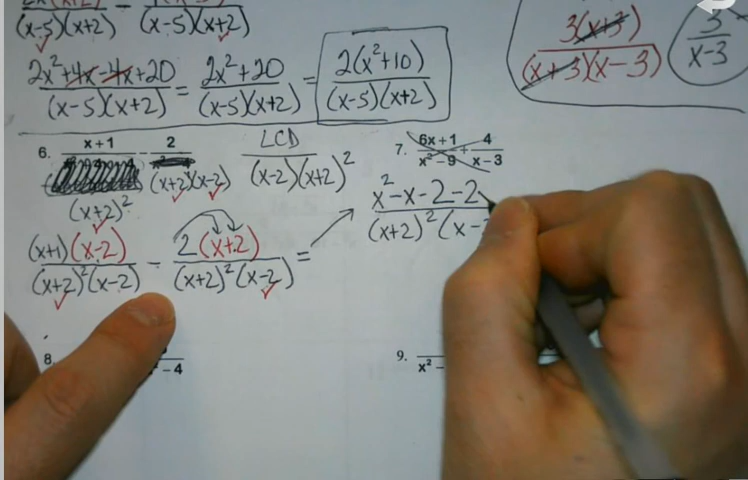 (x-5)(x+2) (x-5)(x+2)
2x²+4x-4x+20 / (x-5)(x+2) = 2x²+20 / (x-5)(x+2) = 2(x²+10) / (x-5)(x+2)
3(x+3) / (x+3)(x-3)
3 / x-3
6. x+1 / (x+2)² - 2 / (x+2)(x-2)
LCD
(x-2)(x+2)²
7. 6x+1 / x²-9 + 4 / x-3
(x+1)(x-2) / (x+2)²(x-2) - 2(x+2) / (x+2)²(x-2) =
x²-x-2-2 / (x+2)²(x-
8. -4
9. x²-